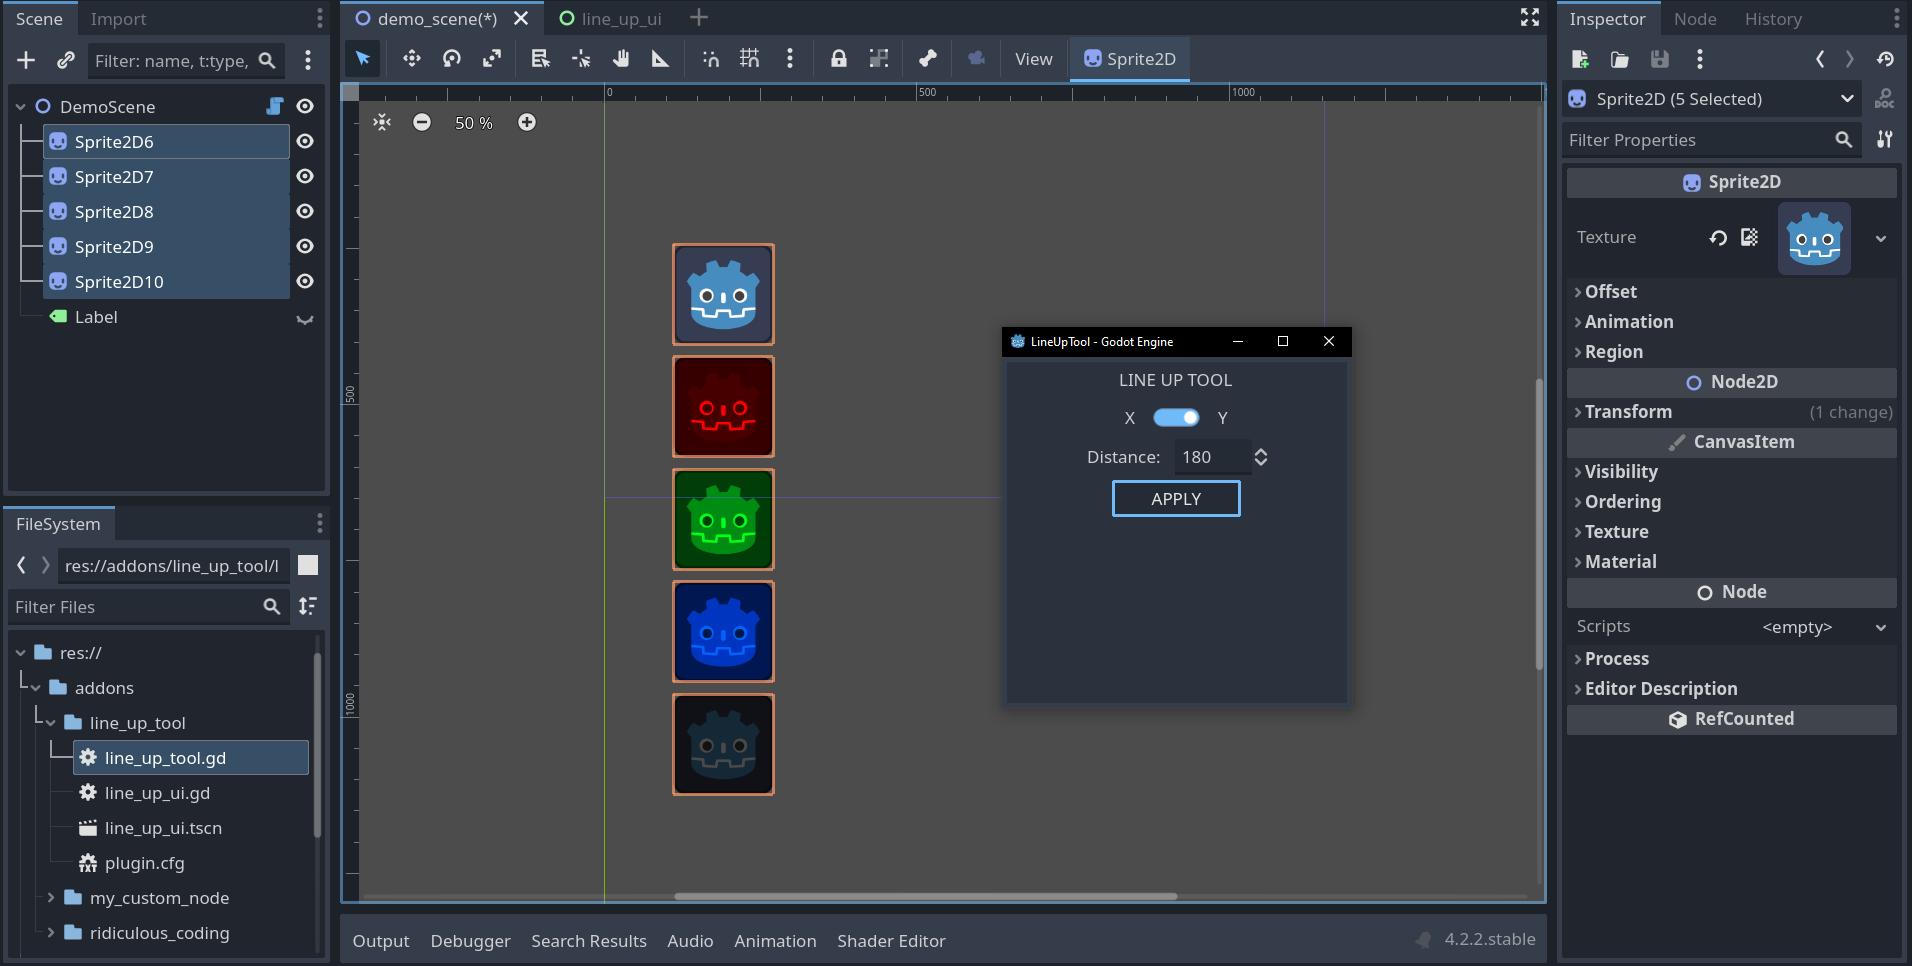 Scene Import
Filter: name, t:type,
DemoScene
Sprite2D6
Sprite2D7
Sprite2D8
Sprite2D9
Sprite2D10
Label
FileSystem
res://addons/line_up_tool/l
Filter Files
res://
addons
line_up_tool
line_up_tool.gd
line_up_ui.gd
line_up_ui.tscn
plugin.cfg
my_custom_node
ridiculous_coding
demo_scene(*) line_up_ui
View Sprite2D
0 500 1000
50 %
500
1000
LineUpTool - Godot Engine
LINE UP TOOL
X Y
Distance: 180
APPLY
Output Debugger Search Results Audio Animation Shader Editor 4.2.2.stable
Inspector Node History
Sprite2D (5 Selected) DOC
Filter Properties
Sprite2D
Texture
Offset
Animation
Region
Node2D
Transform (1 change)
CanvasItem
Visibility
Ordering
Texture
Material
Node
Scripts <empty>
Process
Editor Description
RefCounted